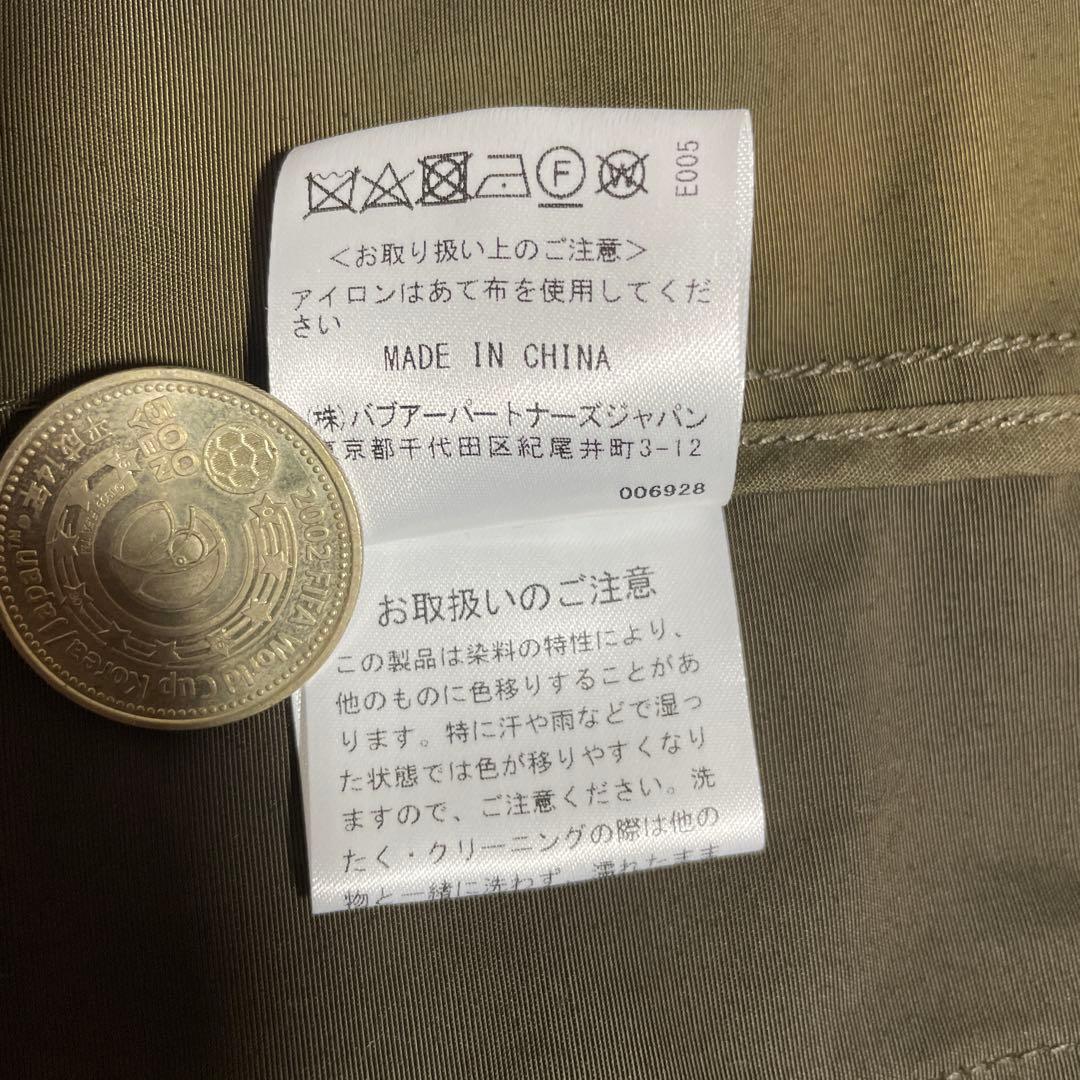 F W
E005
<お取り扱い上のご注意>
アイロンはあて布を使用してくだ
さい
MADE IN CHINA
(株)バブアーパートナーズジャパン
京都千代田区紀尾井町3-12
006928
お取扱いのご注意
この製品は染料の特性により、
他のものに色移りすることがあ
ります。特に汗や雨などで湿っ
た状態では色が移りやすくなり
ますので、ご注意ください。洗
たく・クリーニングの際は他の
物と一緒に洗わず、濡れたまま
2002 FIFA World Cup Korea/Japan
500
YEN
平成14年